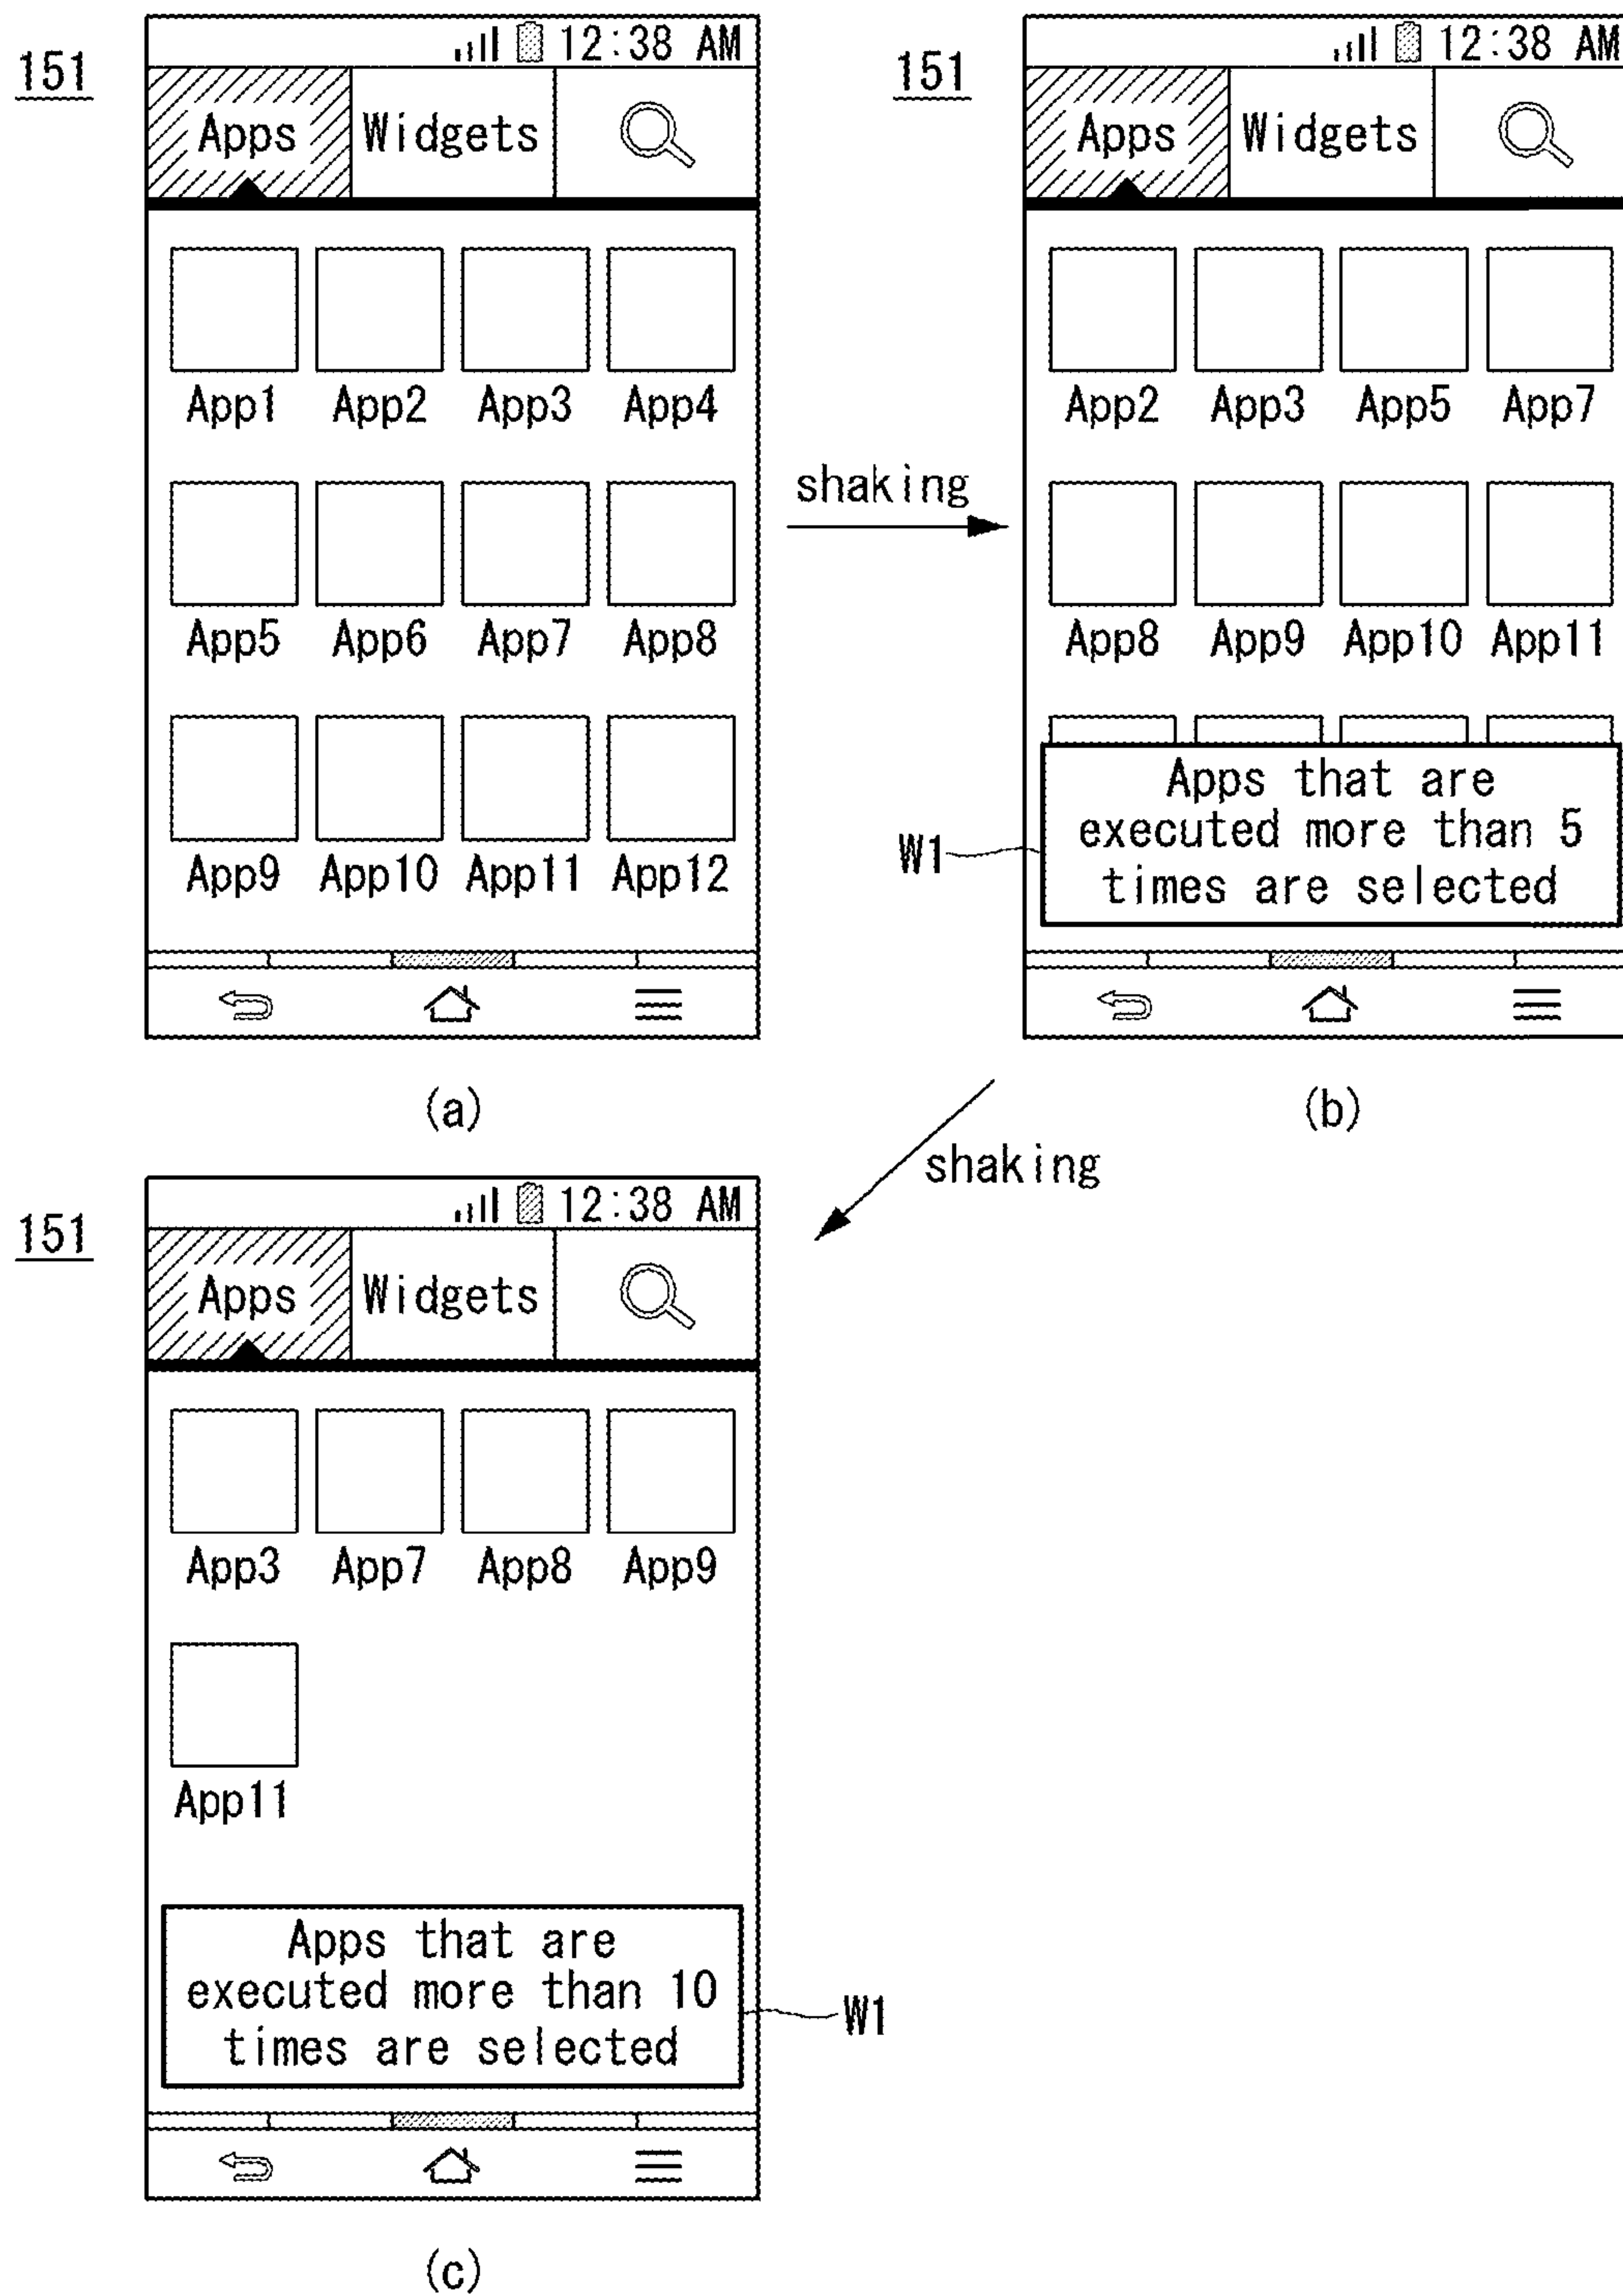 151
12:38 AM
Apps Widgets
App1 App2 App3 App4
App5 App6 App7 App8
App9 App10 App11 App12
(a)
shaking
151
12:38 AM
Apps Widgets
App2 App3 App5 App7
App8 App9 App10 App11
Apps that are
executed more than 5
times are selected
W1
(b)
shaking
151
12:38 AM
Apps Widgets
App3 App7 App8 App9
App11
Apps that are
executed more than 10
times are selected
W1
(c)